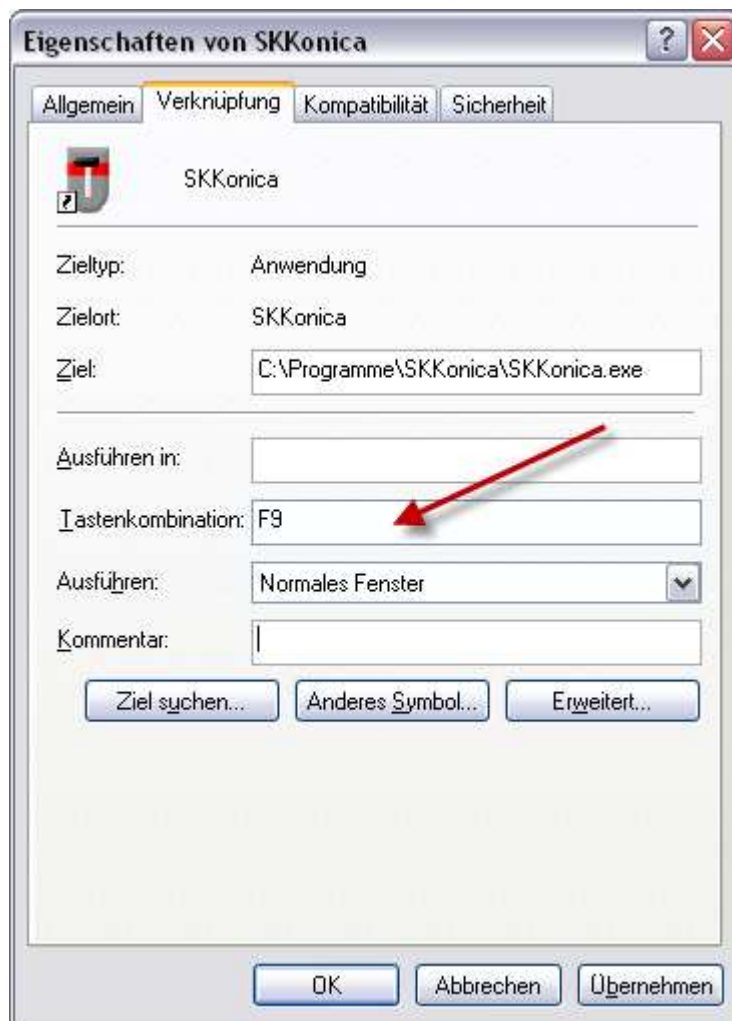 Eigenschaften von SKKonica
Allgemein Verknüpfung Kompatibilität Sicherheit
SKKonica
Zieltyp: Anwendung
Zielort: SKKonica
Ziel: C:\Programme\SKKonica\SKKonica.exe
Ausführen in:
Tastenkombination: F9
Ausführen: Normales Fenster
Kommentar:
Ziel suchen... Anderes Symbol... Erweitert...
OK Abbrechen Übernehmen